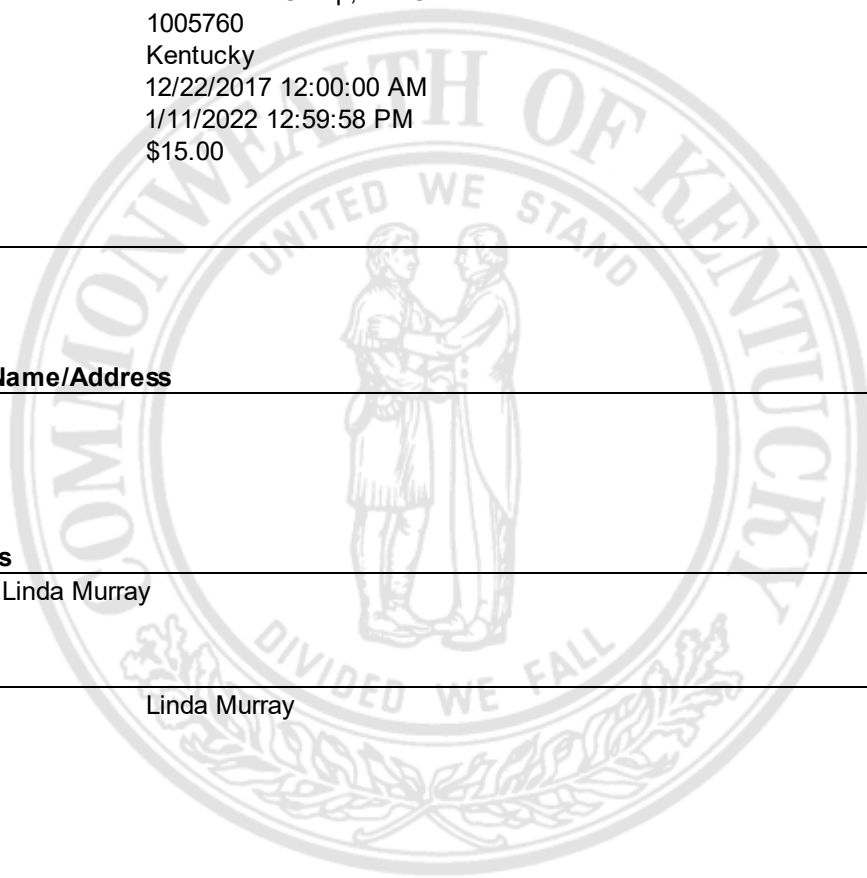 1005760
Kentucky
12/22/2017 12:00:00 AM
1/11/2022 12:59:58 PM
$15.00
COMMONWEALTH OF KENTUCKY
UNITED WE STAND
Name/Address
s
Linda Murray
DIVIDED WE FALL
Linda Murray